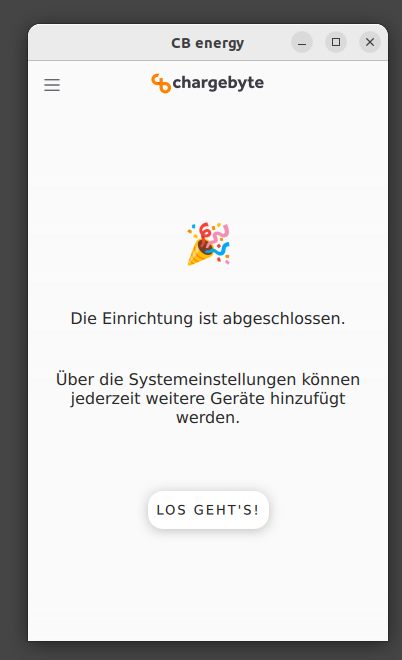 CB energy
chargebyte
Die Einrichtung ist abgeschlossen.
Über die Systemeinstellungen können
jederzeit weitere Geräte hinzufügt
werden.
LOS GEHT'S!